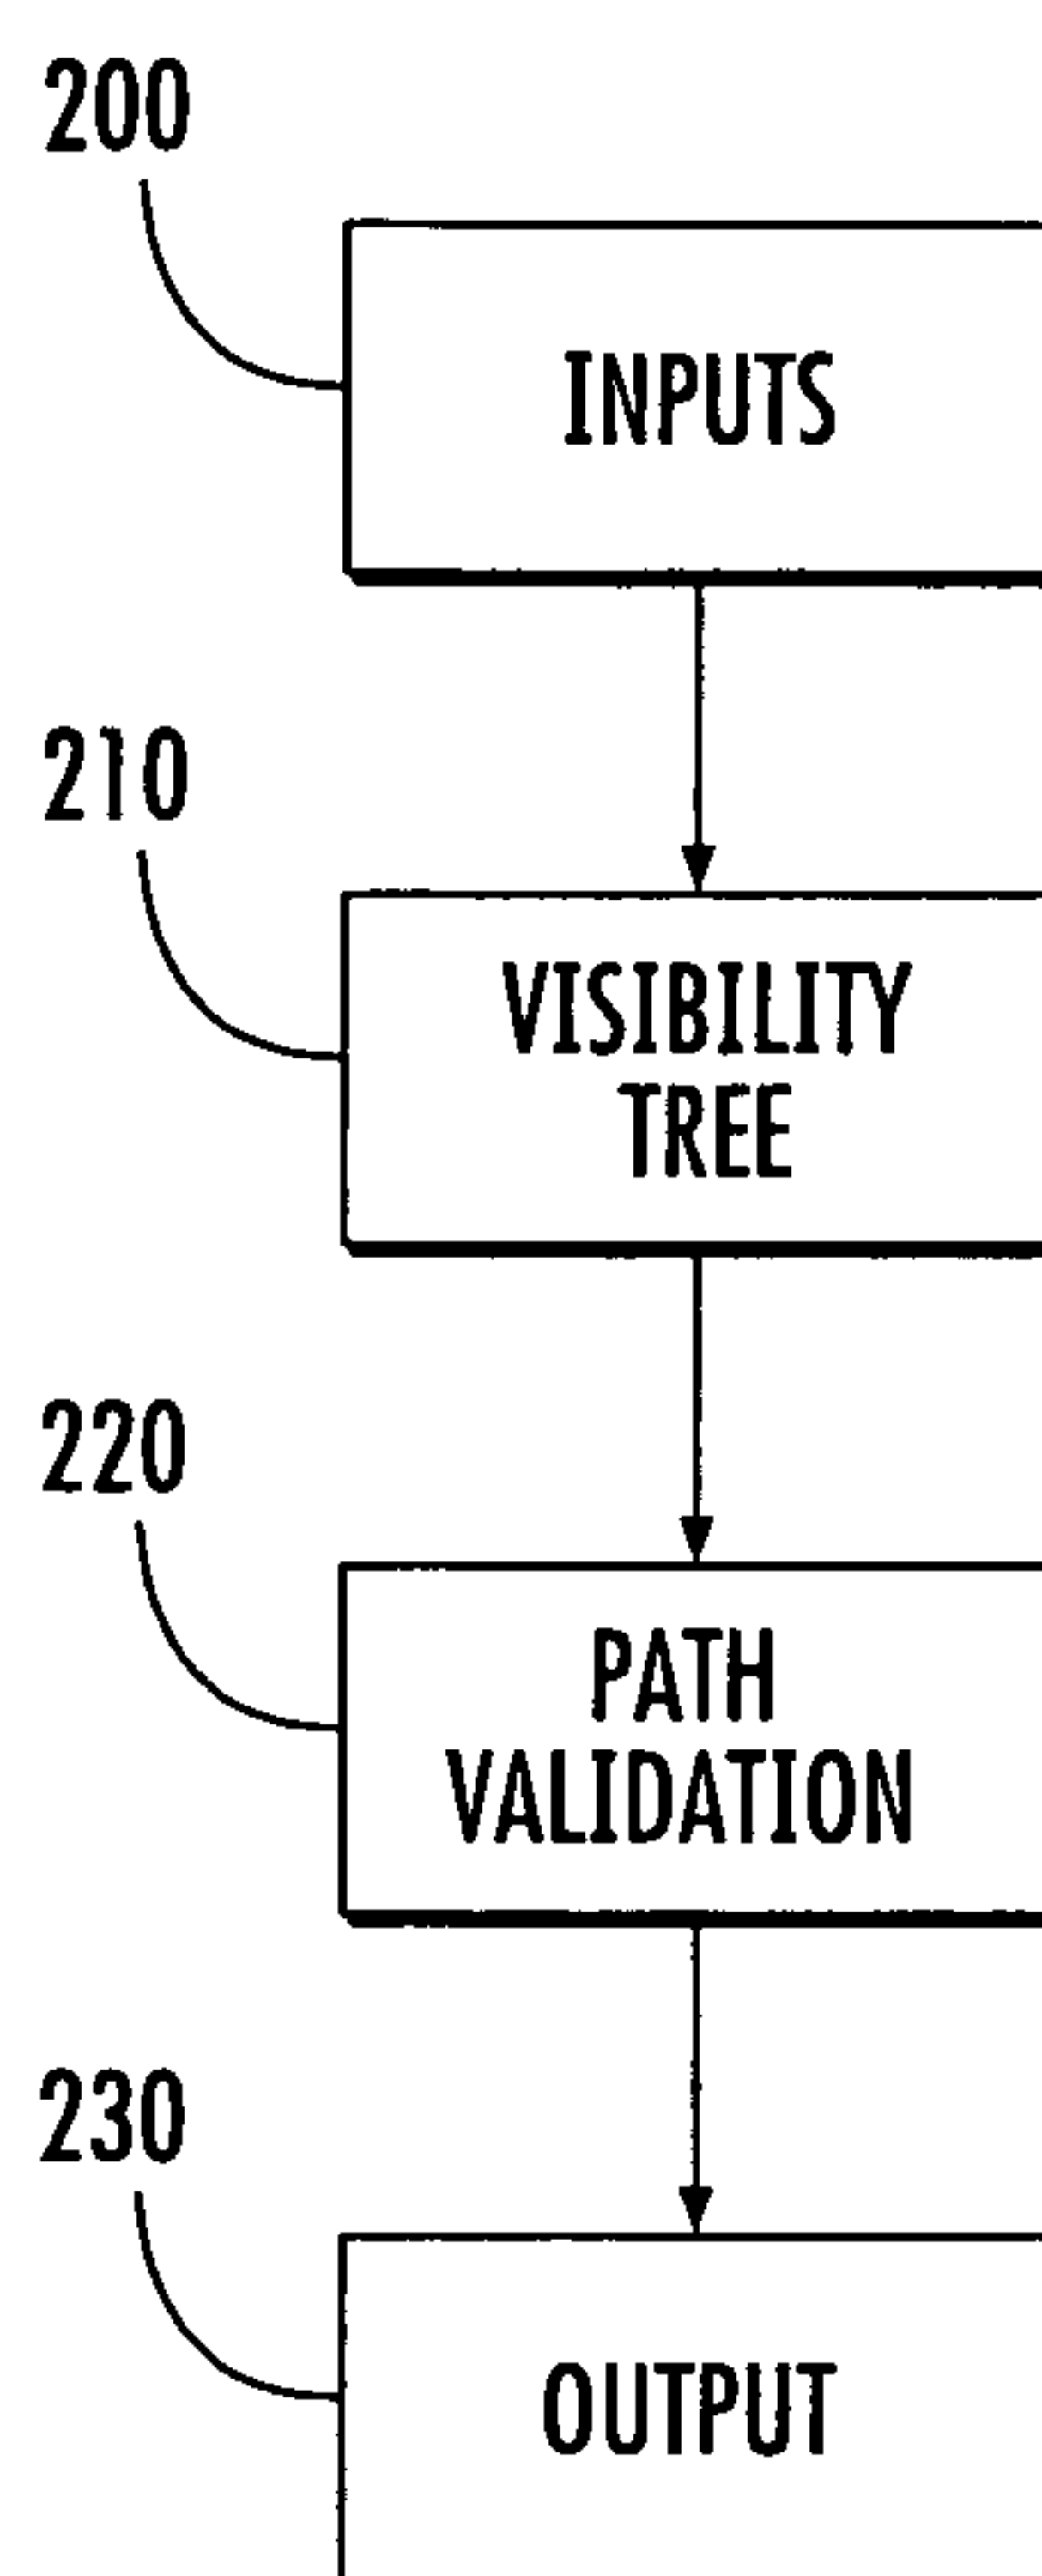 200
INPUTS
210
VISIBILITY
TREE
220
PATH
VALIDATION
230
OUTPUT